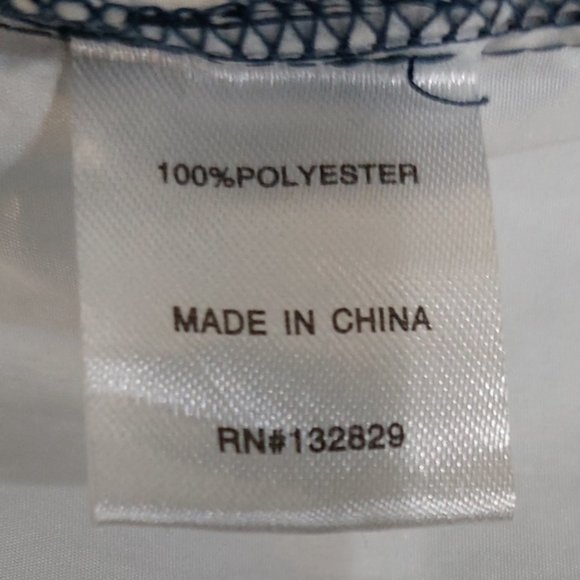 100%POLYESTER
MADE IN CHINA
RN#132829